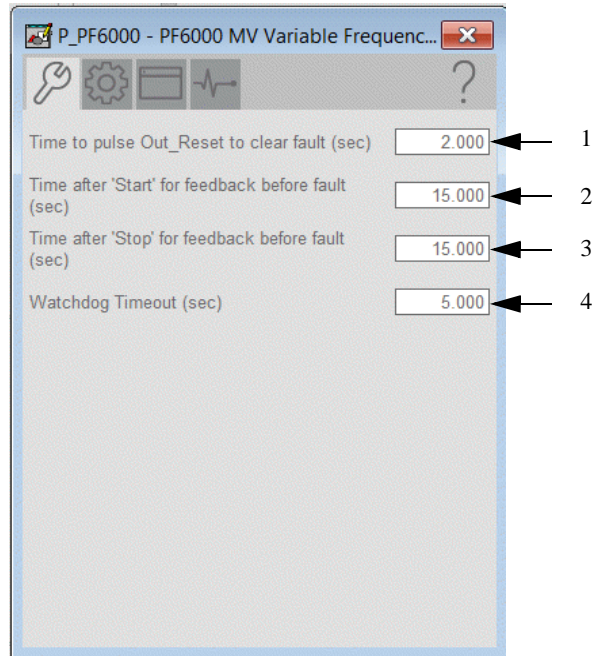 P_PF6000 - PF6000 MV Variable Frequenc...
?
Time to pulse Out_Reset to clear fault (sec) 2.000 1
Time after 'Start' for feedback before fault
(sec) 15.000 2
Time after 'Stop' for feedback before fault
(sec) 15.000 3
Watchdog Timeout (sec) 5.000 4